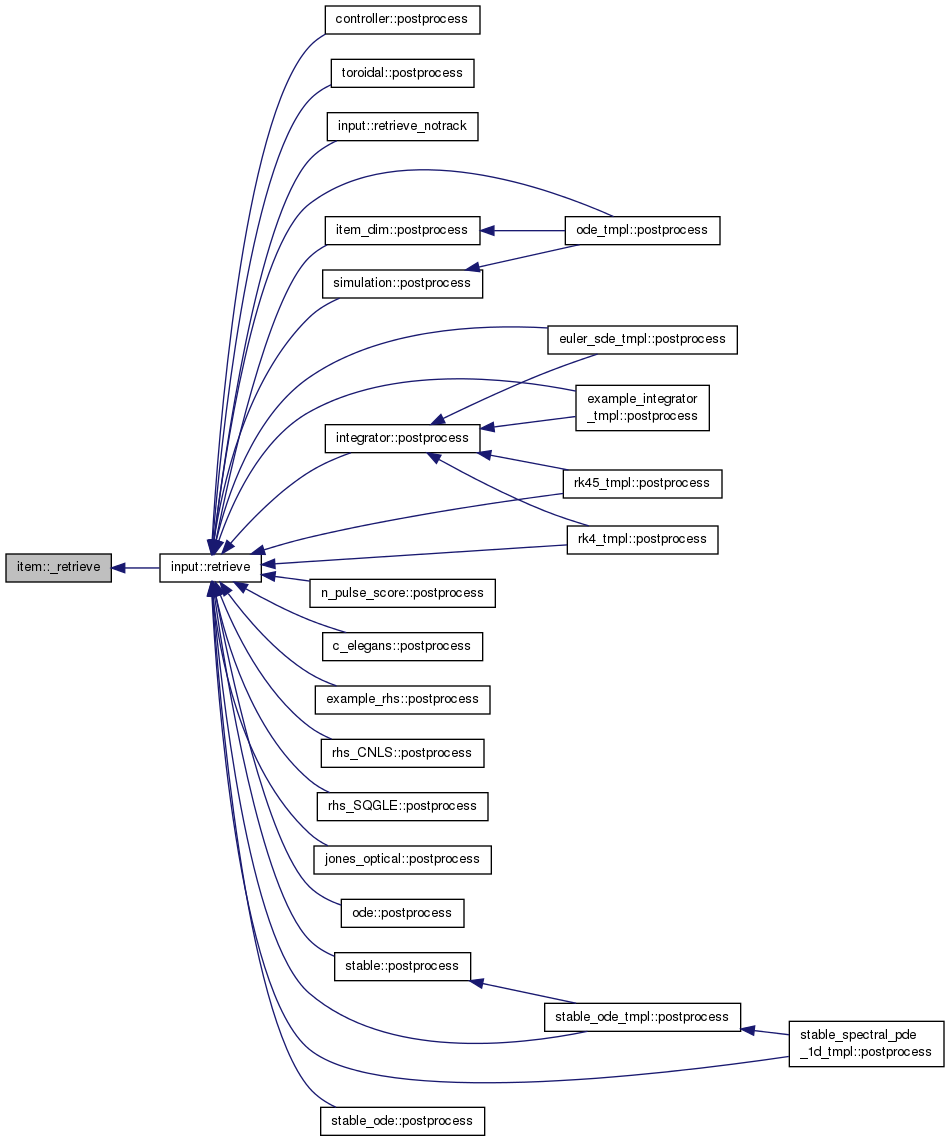 controller::postprocess
toroidal::postprocess
input::retrieve_notrack
item_dim::postprocess
ode_tmpl::postprocess
simulation::postprocess
euler_sde_tmpl::postprocess
example_integrator
_tmpl::postprocess
integrator::postprocess
rk45_tmpl::postprocess
rk4_tmpl::postprocess
item::_retrieve
input::retrieve
n_pulse_score::postprocess
c_elegans::postprocess
example_rhs::postprocess
rhs_CNLS::postprocess
rhs_SQGLE::postprocess
jones_optical::postprocess
ode::postprocess
stable::postprocess
stable_ode_tmpl::postprocess
stable_spectral_pde
_1d_tmpl::postprocess
stable_ode::postprocess